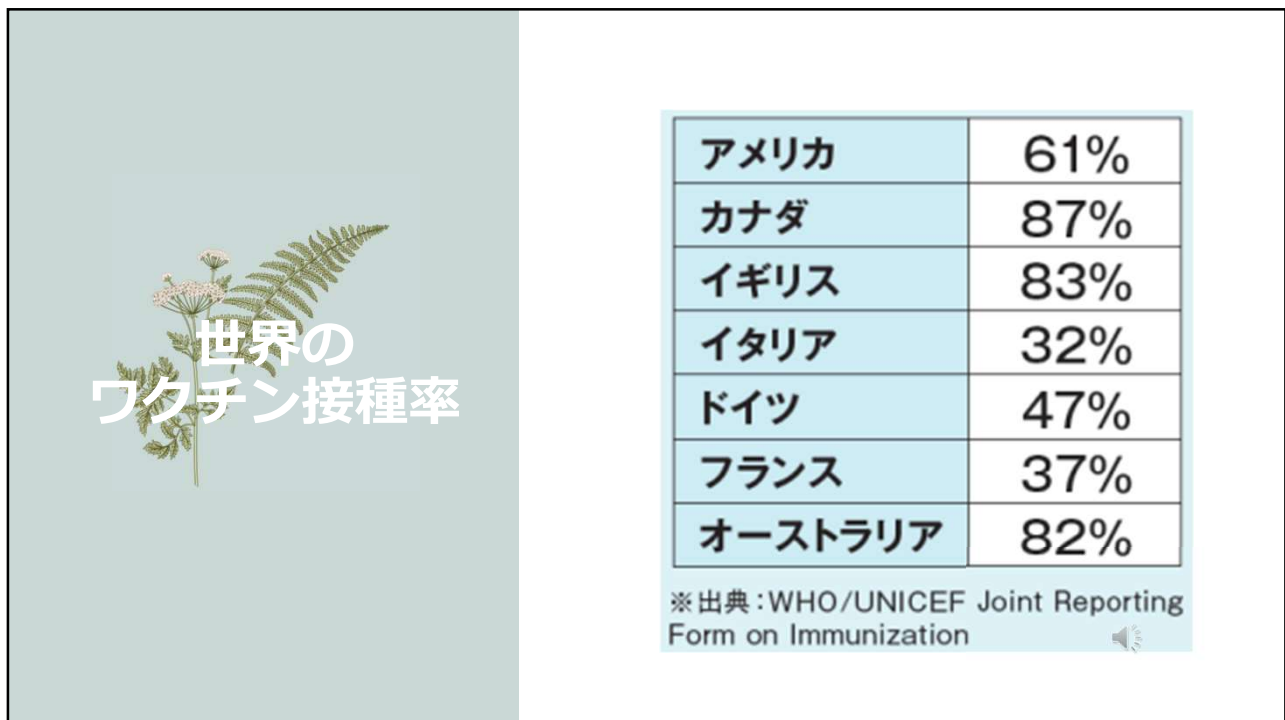 世界の
ワクチン接種率
アメリカ 61%
カナダ 87%
イギリス 83%
イタリア 32%
ドイツ 47%
フランス 37%
オーストラリア 82%
※出典:WHO/UNICEF Joint Reporting
Form on Immunization